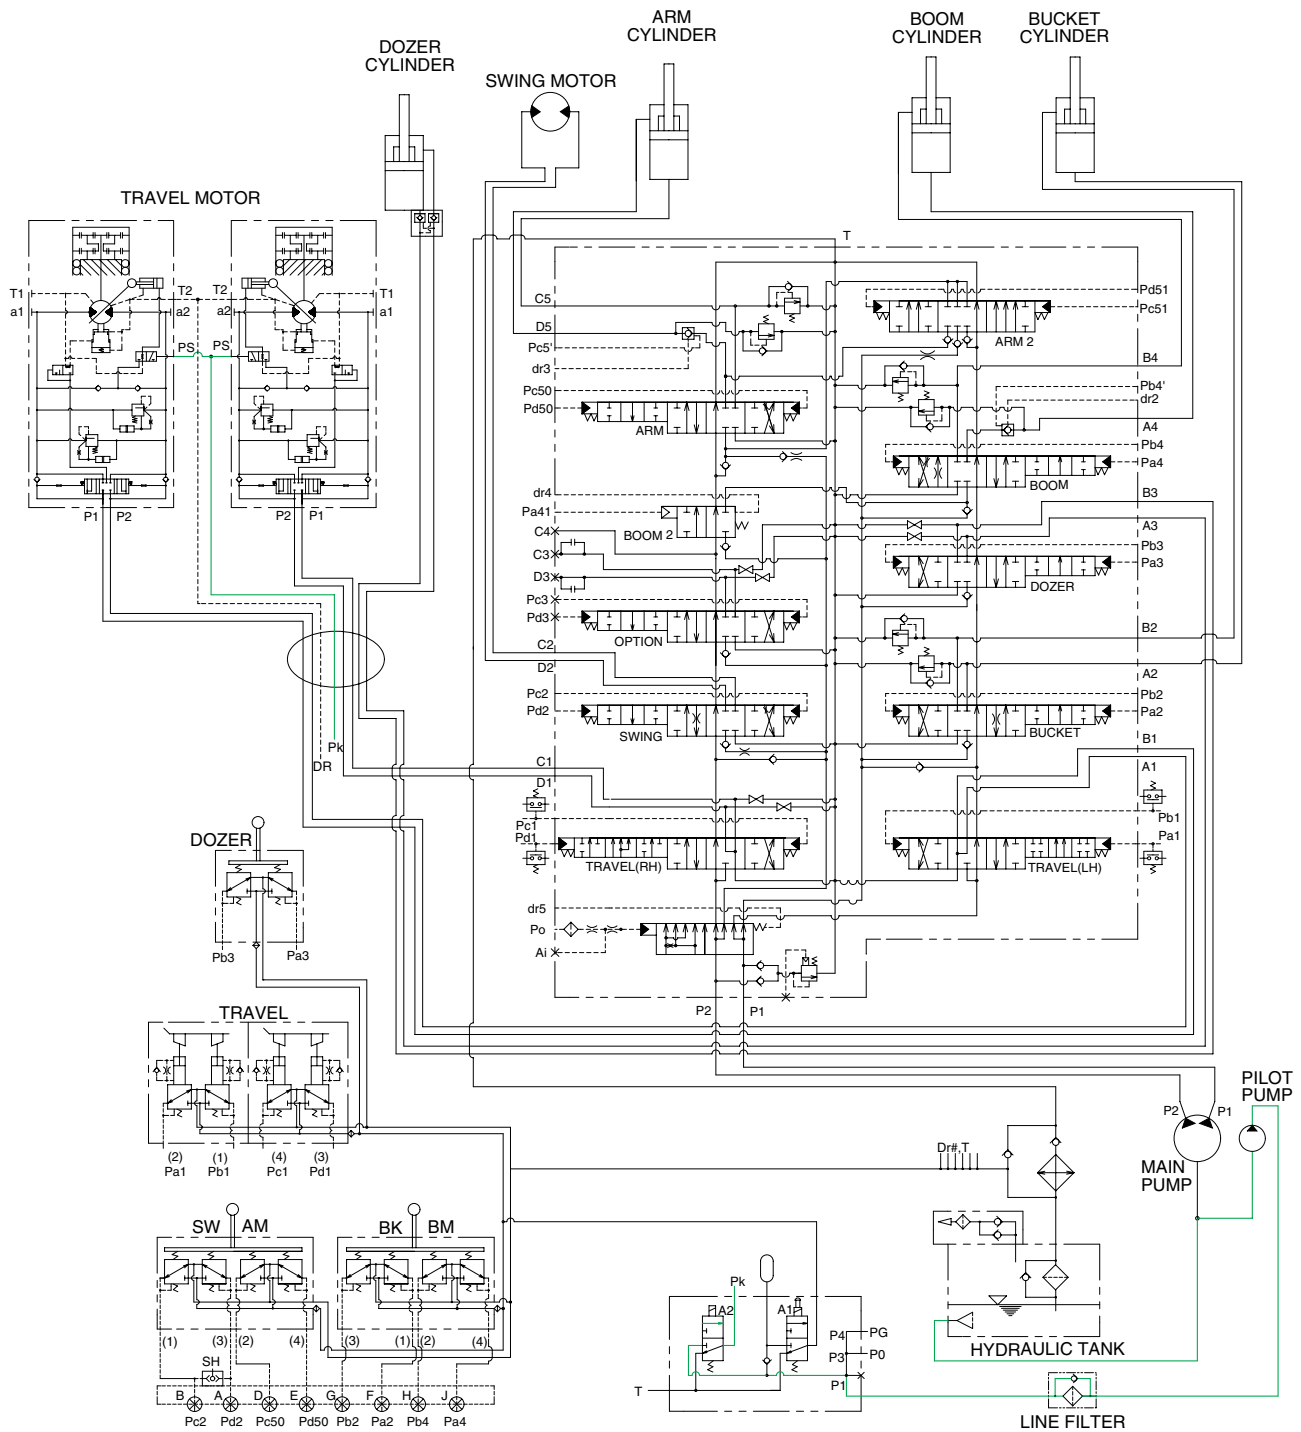 ARM
CYLINDER
BOOM
CYLINDER
BUCKET
CYLINDER
DOZER
CYLINDER
SWING MOTOR
TRAVEL MOTOR
T
T1
T2
T2
T1
a1
a2
a2
a1
PS
PS
P1
P2
P2
P1
C5
D5
Pc5'
dr3
Pc50
Pd50
ARM
dr4
Pa41
BOOM 2
C4
C3
D3
Pc3
Pd3
OPTION
C2
D2
Pc2
Pd2
SWING
C1
D1
Pc1
Pd1
TRAVEL(RH)
dr5
Po
Ai
P2
P1
Pd51
Pc51
ARM 2
B4
Pb4'
dr2
A4
Pb4
Pa4
BOOM
B3
A3
Pb3
Pa3
DOZER
B2
A2
Pb2
Pa2
BUCKET
B1
A1
Pb1
Pa1
TRAVEL(LH)
Pk
DR
DOZER
Pb3
Pa3
TRAVEL
(2)
(1)
(4)
(3)
Pa1
Pb1
Pc1
Pd1
SW
AM
BK
BM
(1)
(3)
(2)
(4)
(3)
(1)
(2)
(4)
SH
B
A
D
E
G
F
H
J
Pc2
Pd2
Pc50
Pd50
Pb2
Pa2
Pb4
Pa4
PILOT
PUMP
P2
P1
MAIN
PUMP
Dr#,T
HYDRAULIC TANK
Pk
A2
A1
P4
PG
P3
P0
P1
T
LINE FILTER